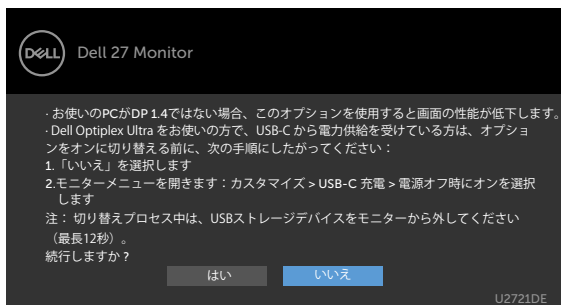 DELL Dell 27 Monitor
· お使いのPCがDP 1.4ではない場合、このオプションを使用すると画面の性能が低下します。
· Dell Optiplex Ultra をお使いの方で、USB-C から電力供給を受けている方は、オプショ
ンをオンに切り替える前に、次の手順にしたがってください：
1.「いいえ」を選択します
2.モニターメニューを開きます：カスタマイズ > USB-C 充電 > 電源オフ時にオンを選択
します
注： 切り替えプロセス中は、USBストレージデバイスをモニターから外してください
（最長12秒）。
続行しますか ?
はい いいえ
U2721DE